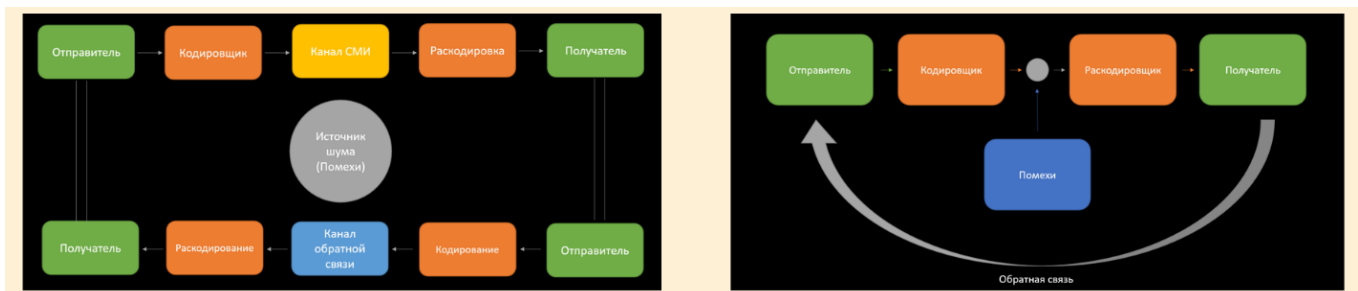 Отправитель
Кодировщик
Канал СМИ
Раскодировка
Получатель
Источник
шума
(Помехи)
Получатель
Раскодирование
Канал
обратной
связи
Кодирование
Отправитель
Отправитель
Кодировщик
Раскодировщик
Получатель
Помехи
Обратная связь